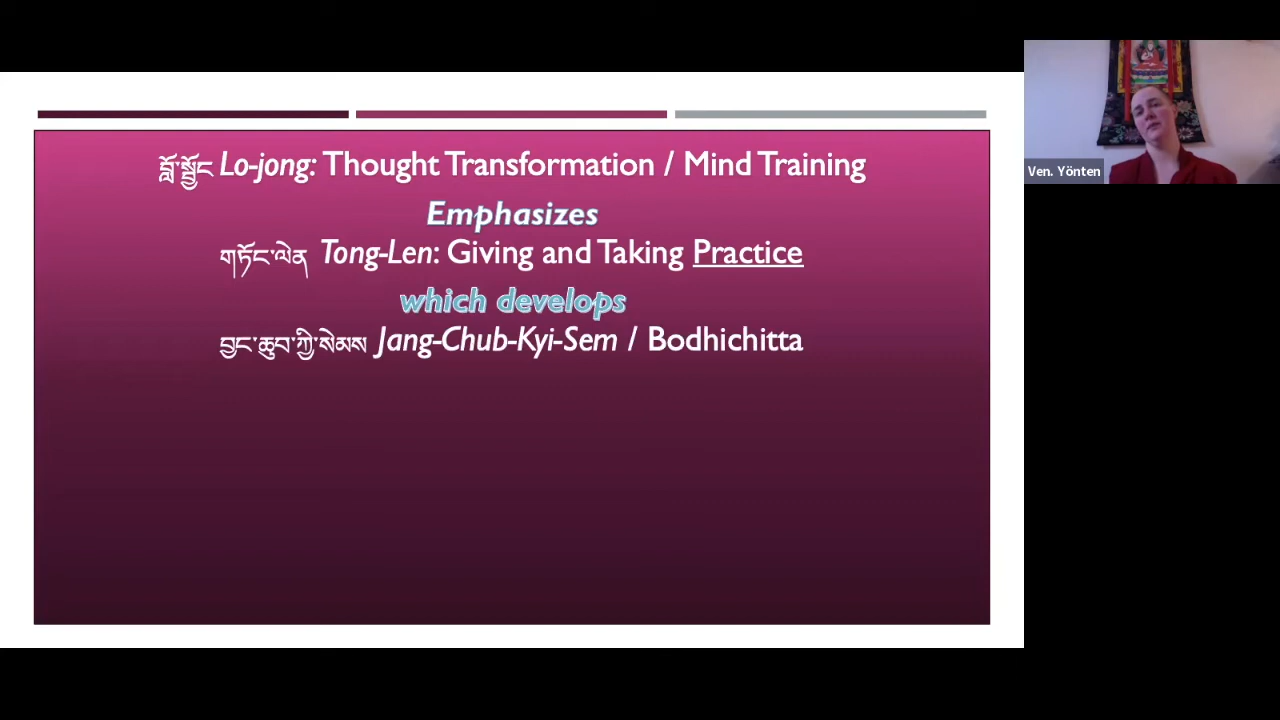 བློ་སྦྱོང Lo-jong: Thought Transformation / Mind Training
Emphasizes
གཏོང་ལེན Tong-Len: Giving and Taking Practice
which develops
བྱང་ཆུབ་ཀྱི་སེམས Jang-Chub-Kyi-Sem / Bodhichitta
Ven. Yönten